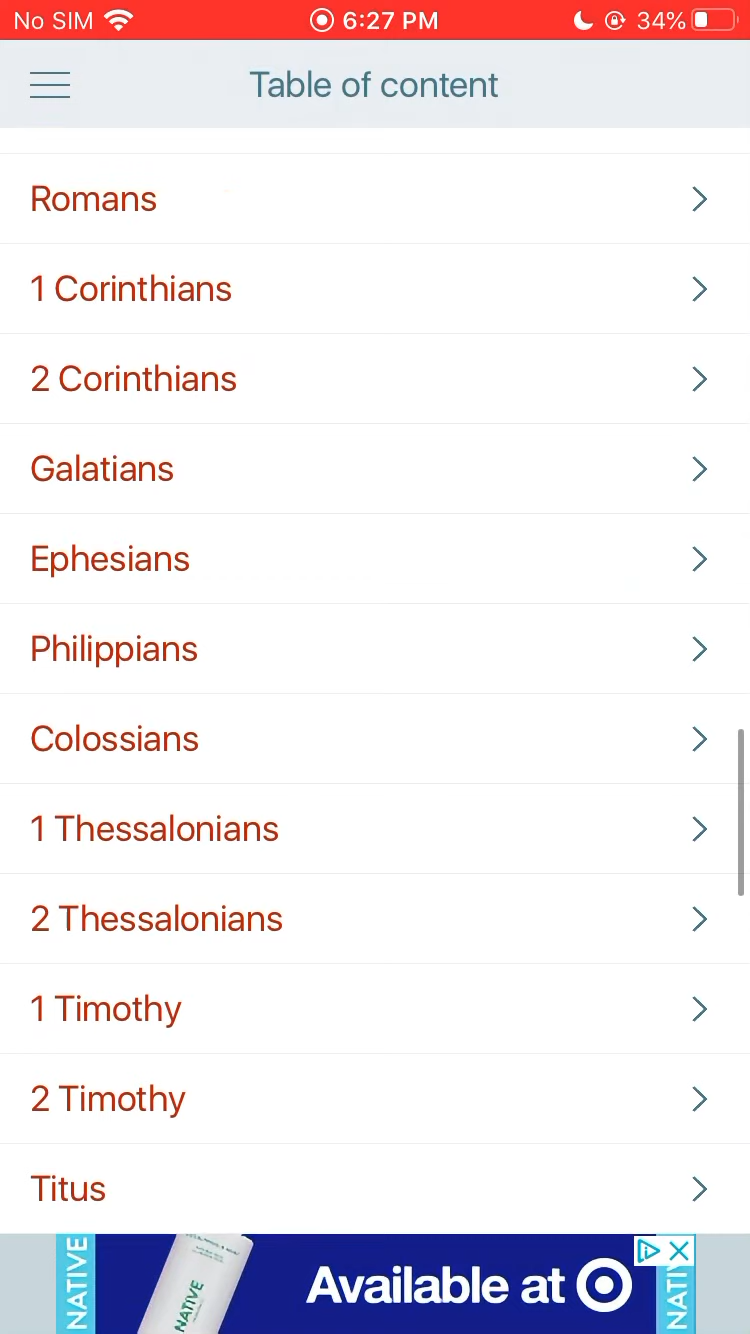 No SIM 6:27 PM 34%
Table of content
Romans
1 Corinthians
2 Corinthians
Galatians
Ephesians
Philippians
Colossians
1 Thessalonians
2 Thessalonians
1 Timothy
2 Timothy
Titus
NATIVE
NATIVE
Available at